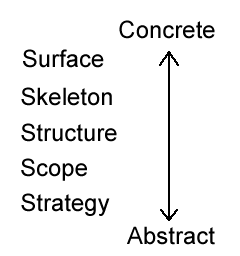 Concrete
Surface
Skeleton
Structure
Scope
Strategy
Abstract